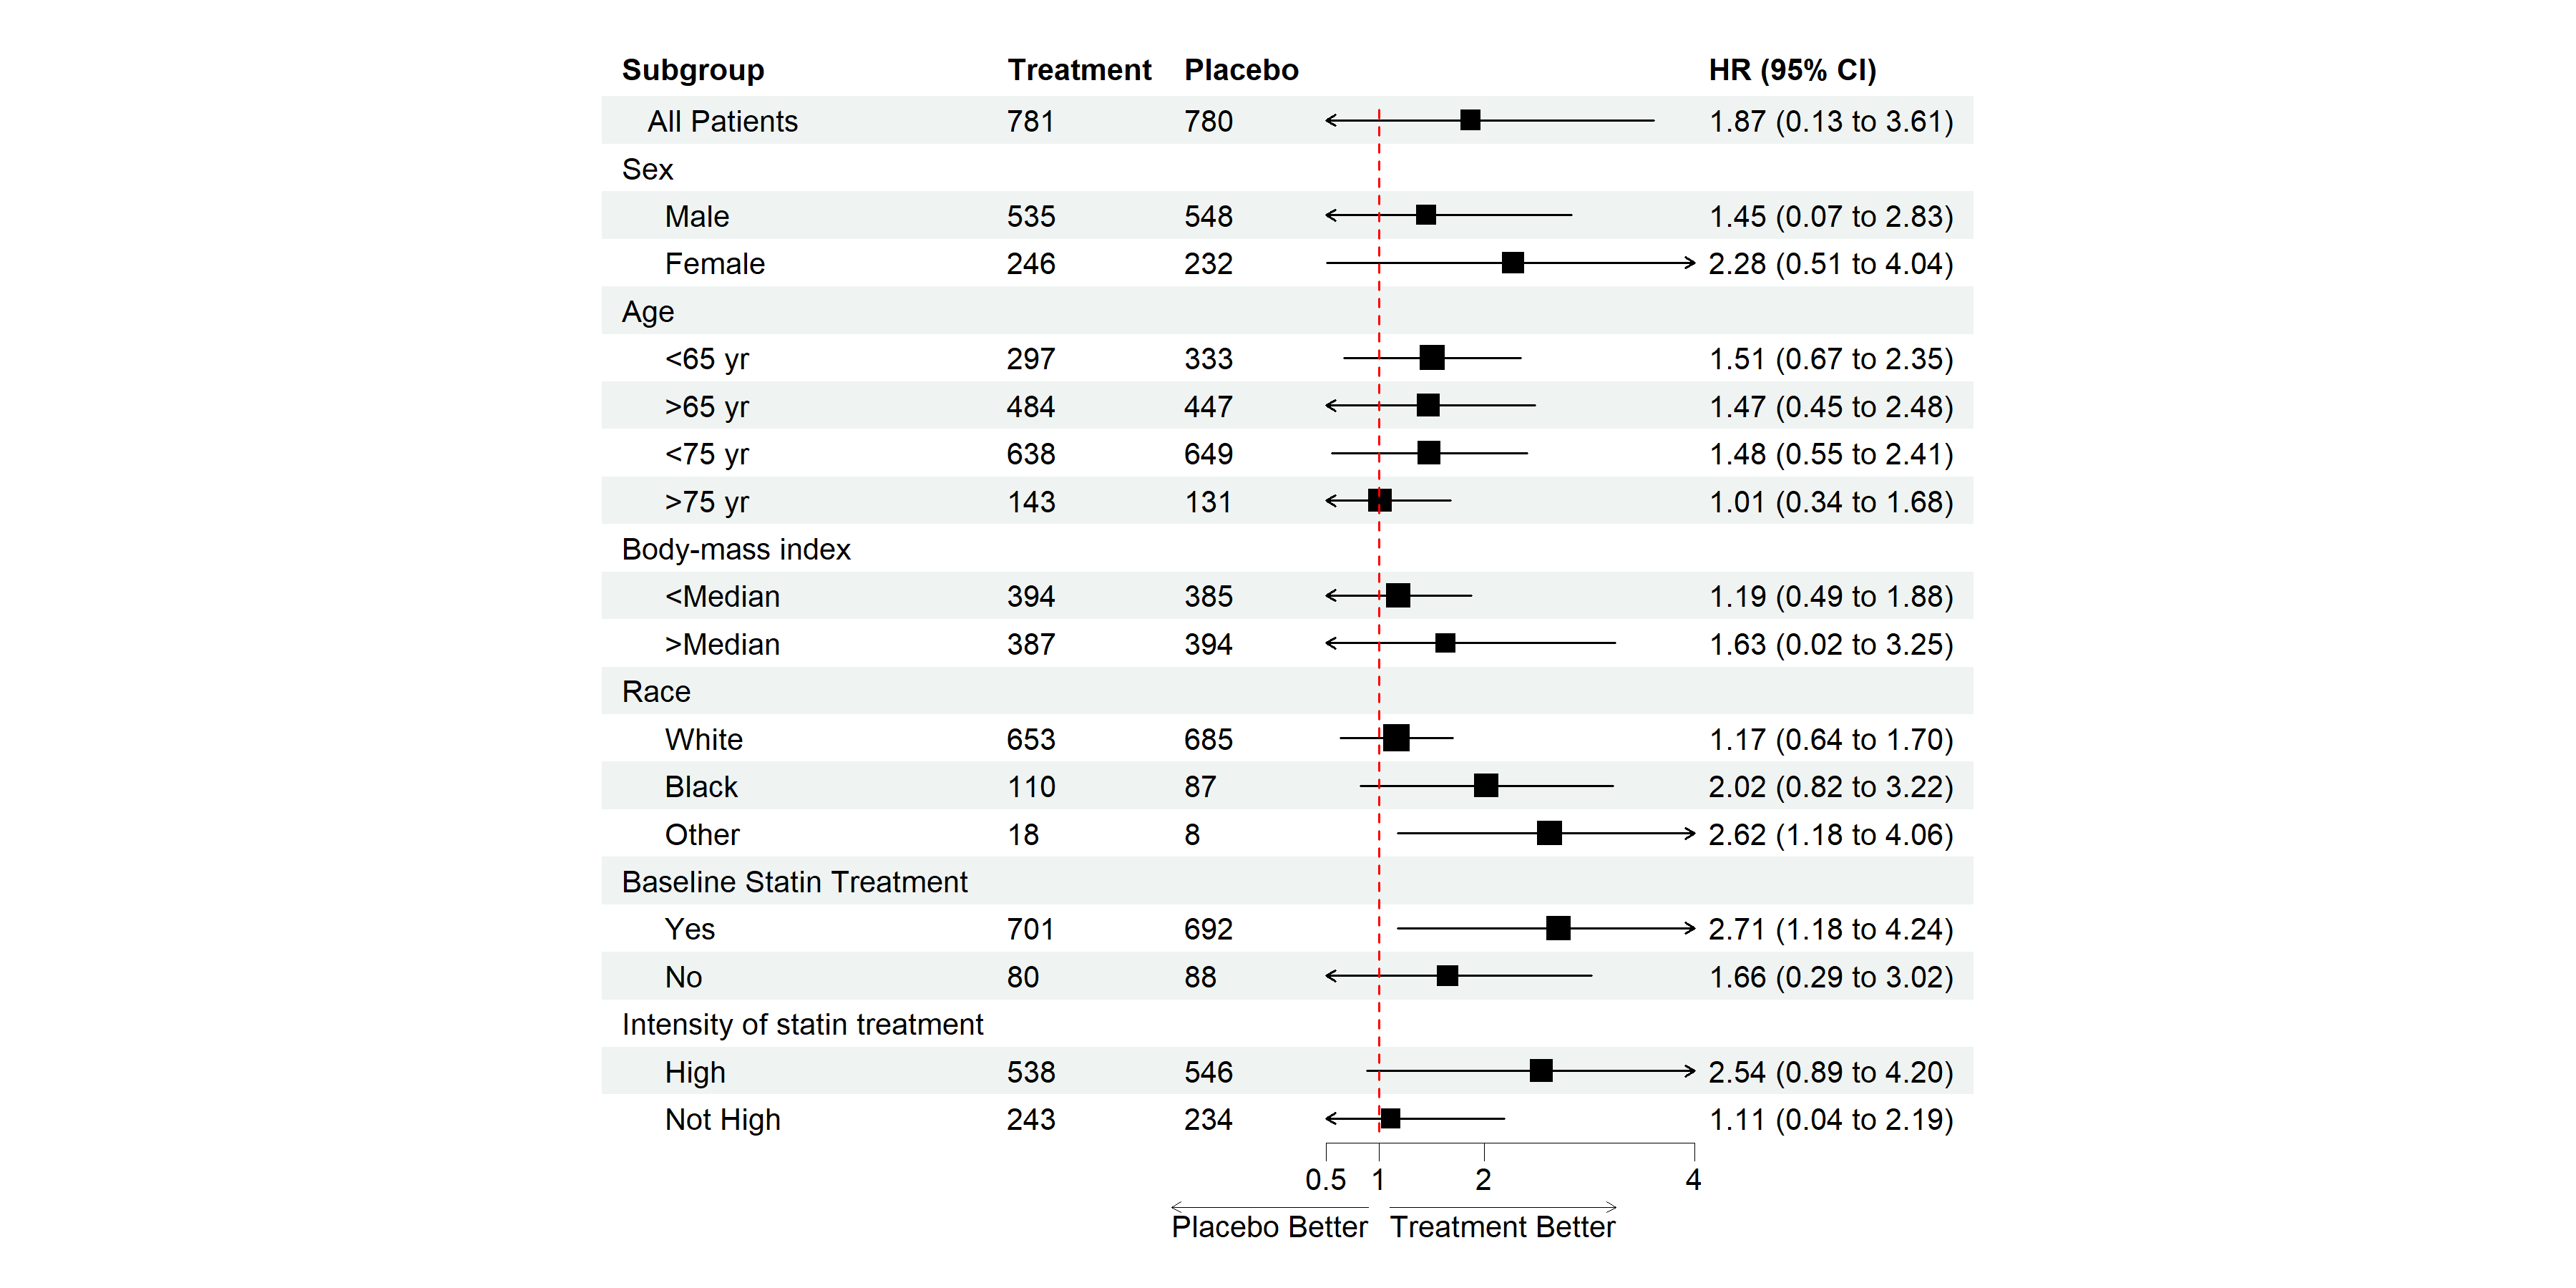 Subgroup Treatment Placebo HR (95% CI)
All Patients 781 780 1.87 (0.13 to 3.61)
Sex
Male 535 548 1.45 (0.07 to 2.83)
Female 246 232 2.28 (0.51 to 4.04)
Age
<65 yr 297 333 1.51 (0.67 to 2.35)
>65 yr 484 447 1.47 (0.45 to 2.48)
<75 yr 638 649 1.48 (0.55 to 2.41)
>75 yr 143 131 1.01 (0.34 to 1.68)
Body-mass index
<Median 394 385 1.19 (0.49 to 1.88)
>Median 387 394 1.63 (0.02 to 3.25)
Race
White 653 685 1.17 (0.64 to 1.70)
Black 110 87 2.02 (0.82 to 3.22)
Other 18 8 2.62 (1.18 to 4.06)
Baseline Statin Treatment
Yes 701 692 2.71 (1.18 to 4.24)
No 80 88 1.66 (0.29 to 3.02)
Intensity of statin treatment
High 538 546 2.54 (0.89 to 4.20)
Not High 243 234 1.11 (0.04 to 2.19)
0.5 1 2 4
Placebo Better Treatment Better